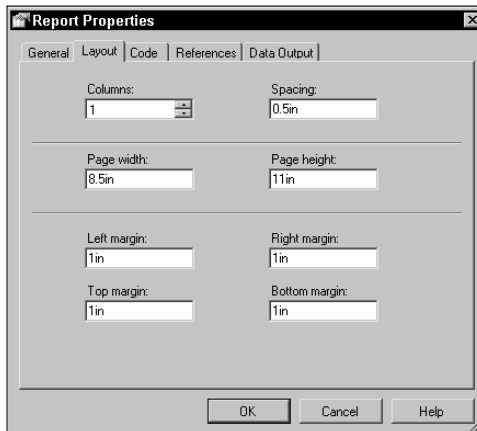 Report Properties
General Layout Code References Data Output
Columns: Spacing:
1 0.5in
Page width: Page height:
8.5in 11in
Left margin: Right margin:
1in 1in
Top margin: Bottom margin:
1in 1in
OK Cancel Help